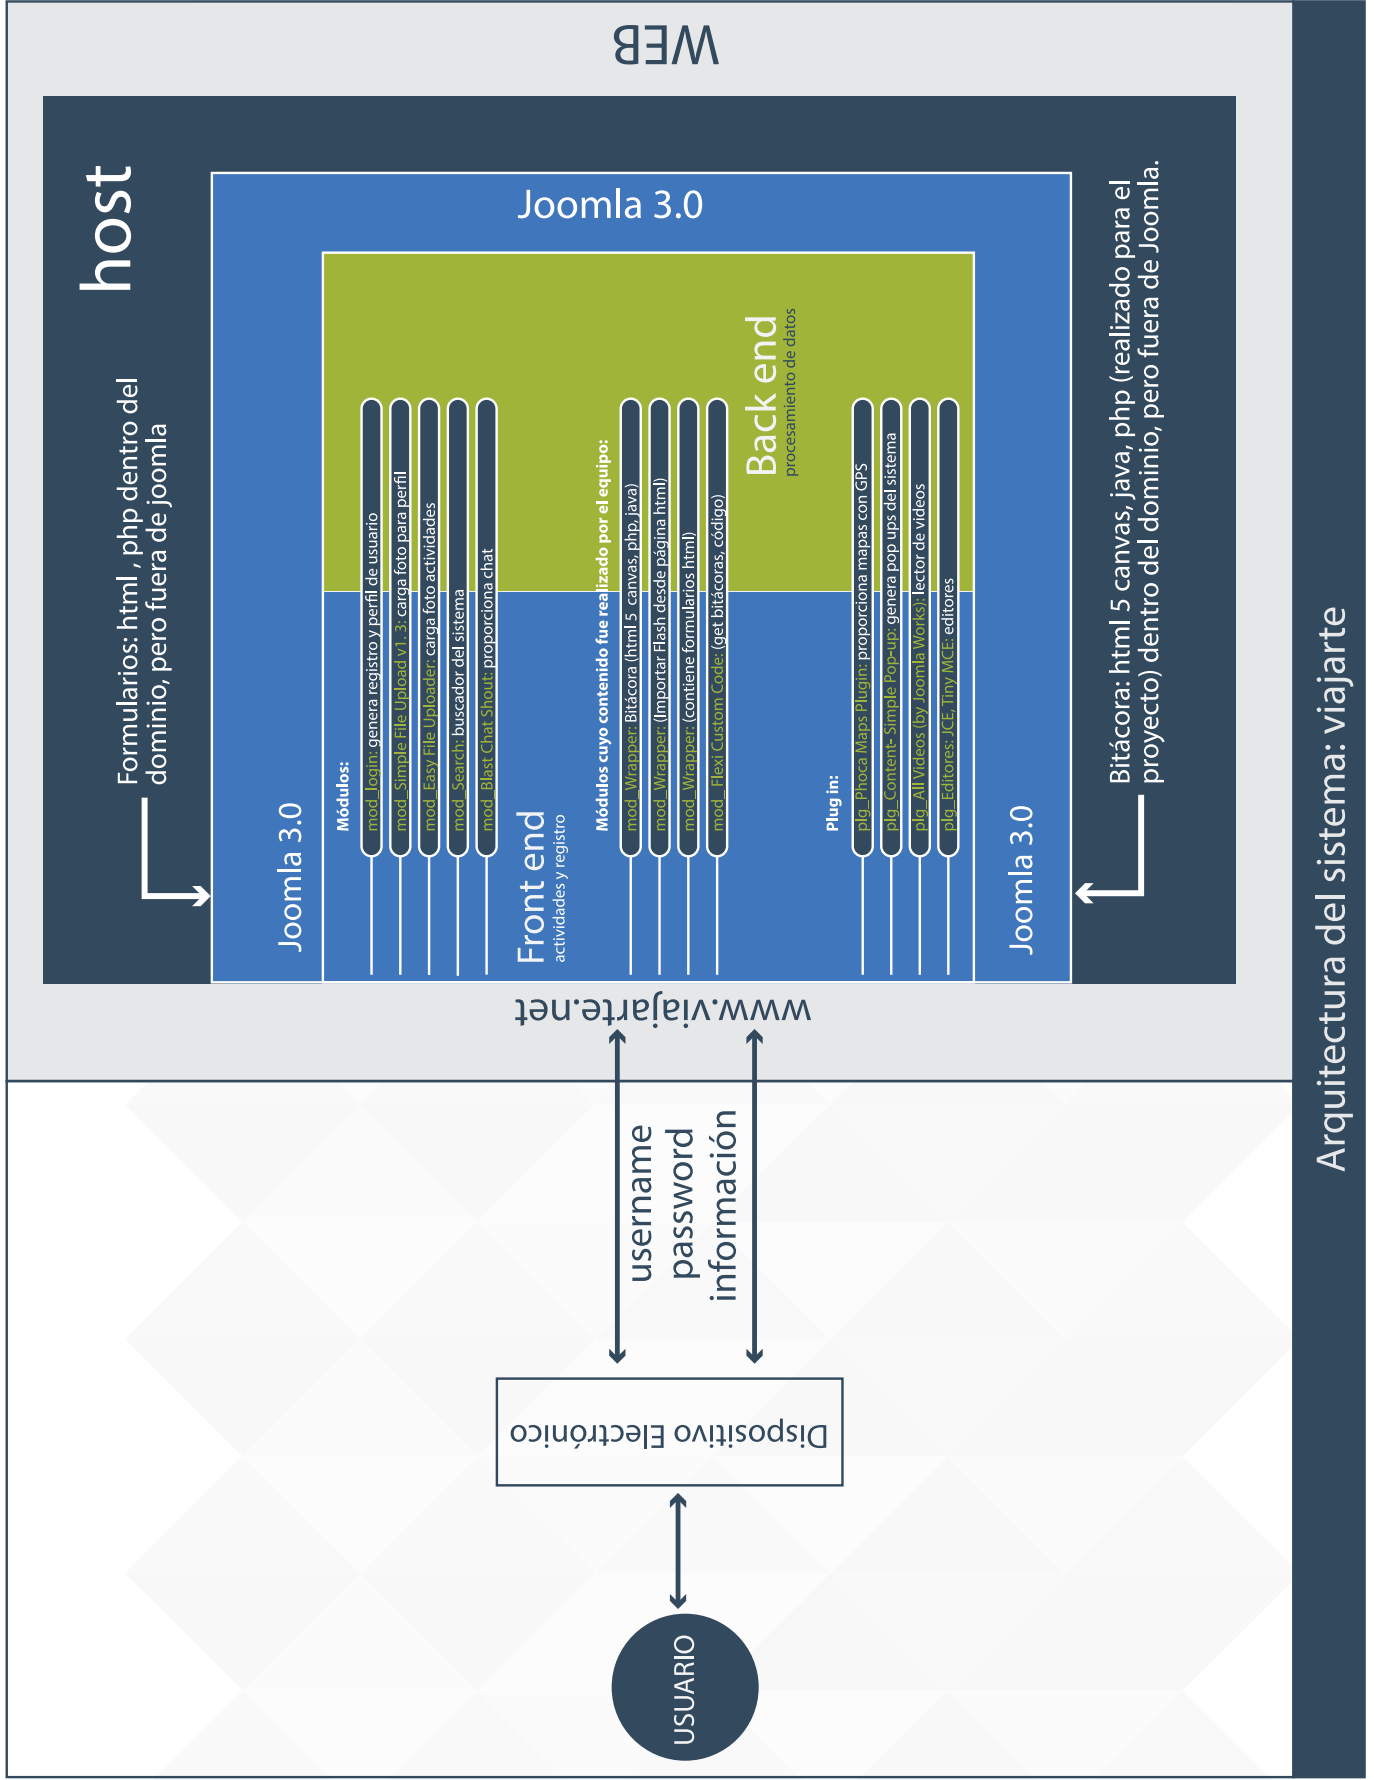 WEB
host
Formularios: html , php dentro del
dominio, pero fuera de joomla
Joomla 3.0
Joomla 3.0
Módulos:
mod_login: genera registro y perfil de usuario
mod_Simple File Upload v1. 3: carga foto para perfil
mod_Easy File Uploader: carga foto actividades
mod_Search: buscador del sistema
mod_Blast Chat Shout: proporciona chat
Front end
actividades y registro
Módulos cuyo contenido fue realizado por el equipo:
mod_Wrapper: Bitácora (html 5 canvas, php, java)
mod_Wrapper: (Importar Flash desde página html)
mod_Wrapper: (contiene formularios html)
mod_ Flexi Custom Code: (get bitácoras, código)
Back end
procesamiento de datos
Plug in:
plg_Phoca Maps Plugin: proporciona mapas con GPS
plg_Content- Simple Pop-up: genera pop ups del sistema
plg_All Videos (by Joomla Works): lector de videos
plg_Editores: JCE, Tiny MCE: editores
Joomla 3.0
Bitácora: html 5 canvas, java, php (realizado para el
proyecto) dentro del dominio, pero fuera de Joomla.
www.viajarte.net
username
password
información
Dispositivo Electrónico
USUARIO
Arquitectura del sistema: viajarte